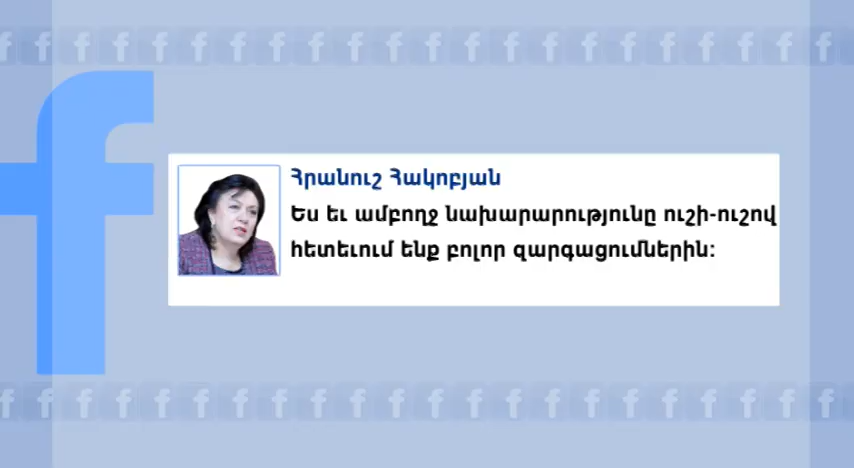 Հրանուշ Հակոբյան
Ես եւ ամբողջ նախարարությունը ուշի-ուշով
հետեւում ենք բոլոր զարգացումներին: